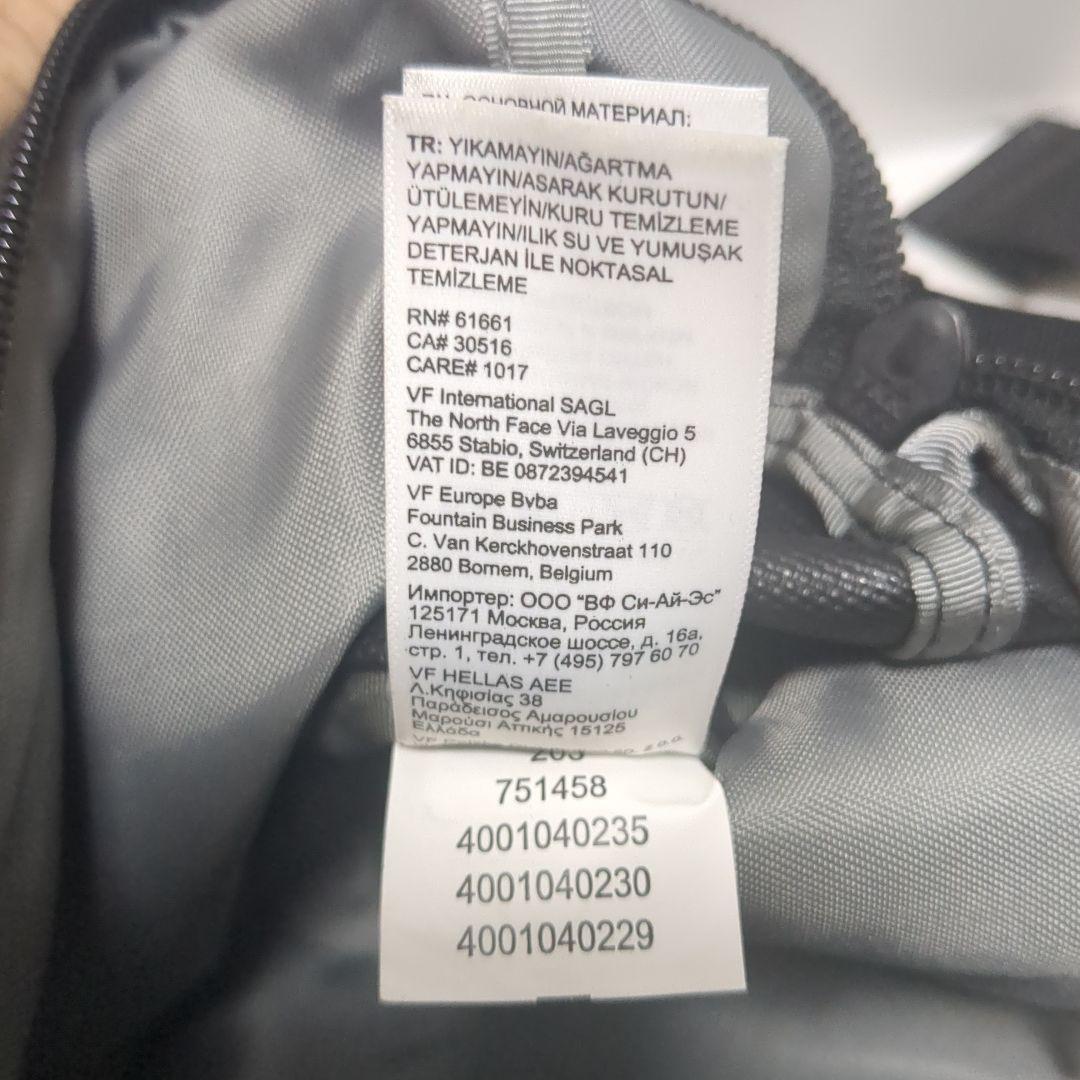 ОСНОВНОЙ МАТЕРИАЛ:
TR: YIKAMAYIN/AĞARTMA
YAPMAYIN/ASARAK KURUTUN/
ÜTÜLEMEYİN/KURU TEMİZLEME
YAPMAYIN/ILIK SU VE YUMUŞAK
DETERJAN İLE NOKTASAL
TEMİZLEME
RN# 61661
CA# 30516
CARE# 1017
VF International SAGL
The North Face Via Laveggio 5
6855 Stabio, Switzerland (CH)
VAT ID: BE 0872394541
VF Europe Bvba
Fountain Business Park
C. Van Kerckhovenstraat 110
2880 Bornem, Belgium
Импортер: ООО “ВФ Си-Ай-Эс”
125171 Москва, Россия
Ленинградское шоссе, д. 16а,
стр. 1, тел. +7 (495) 797 60 70
VF HELLAS AEE
Λ.Κηφισίας 38
Παράδεισος Αμαρουσίου
Μαρούσι Αττικής 15125
Ελλάδα
751458
4001040235
4001040230
4001040229